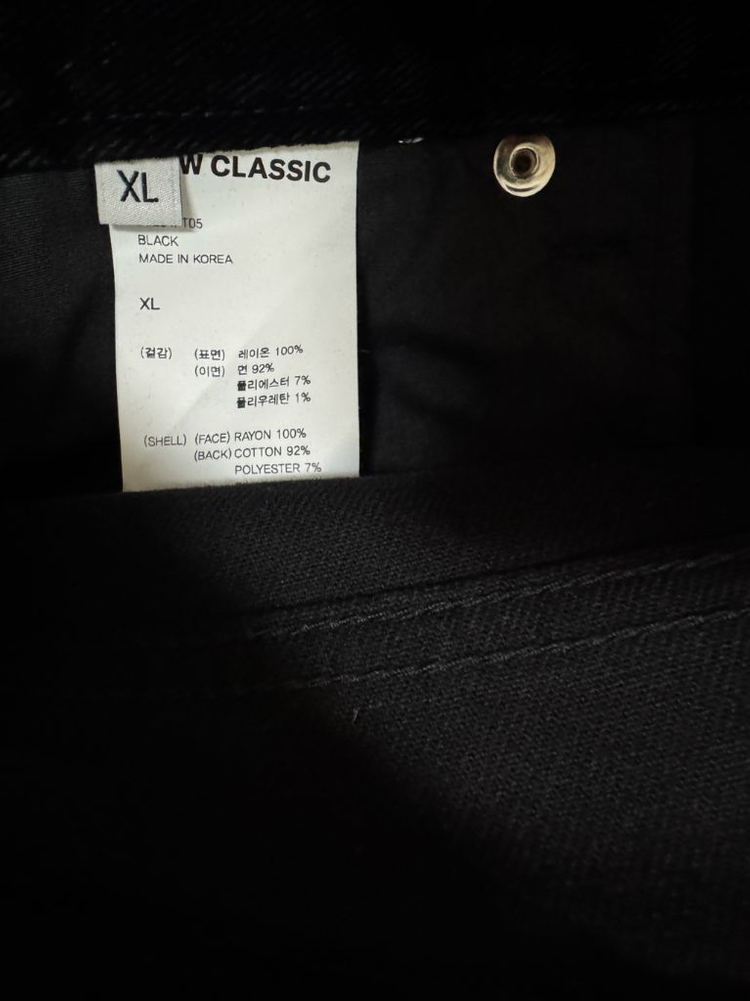 XL
W CLASSIC
T05
BLACK
MADE IN KOREA
XL
(겉감) (표면) 레이온 100%
(이면) 면 92%
폴리에스터 7%
폴리우레탄 1%
(SHELL) (FACE) RAYON 100%
(BACK) COTTON 92%
POLYESTER 7%